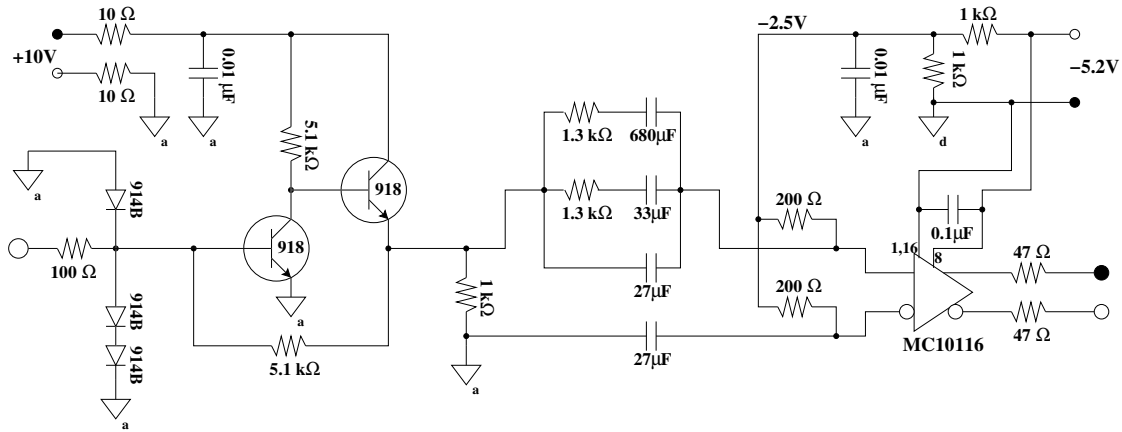 10 Ω
+10V
10 Ω
0.01 µF
a
a
5.1 kΩ
918
918
a
914B
100 Ω
914B
914B
a
a
5.1 kΩ
1 kΩ
a
1.3 kΩ
680µF
1.3 kΩ
33µF
27µF
27µF
−2.5V
0.01 µF
a
1 kΩ
1 kΩ
d
−5.2V
200 Ω
200 Ω
0.1µF
1,16
8
47 Ω
47 Ω
MC10116